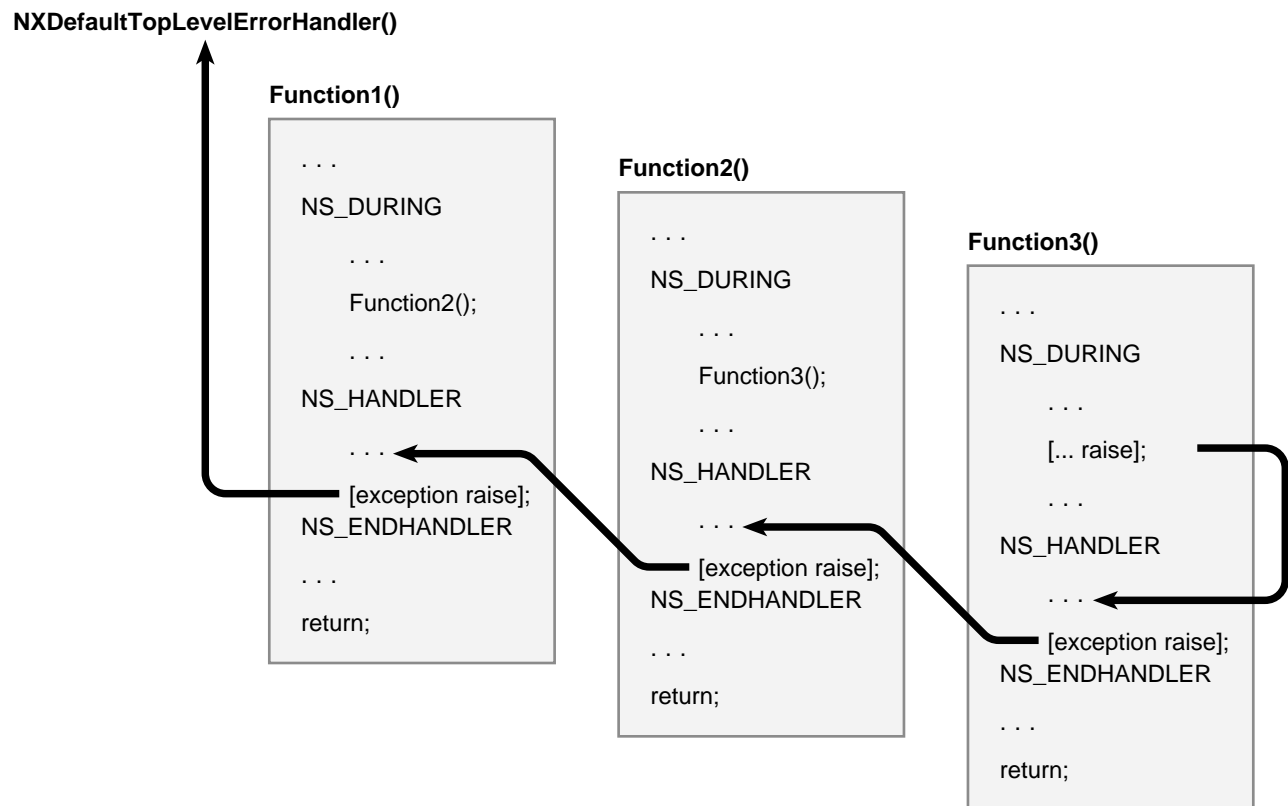 NXDefaultTopLevelErrorHandler()
Function1()
. . .
NS_DURING
. . .
Function2();
. . .
NS_HANDLER
. . .
[exception raise];
NS_ENDHANDLER
. . .
return;
Function2()
. . .
NS_DURING
. . .
Function3();
. . .
NS_HANDLER
. . .
[exception raise];
NS_ENDHANDLER
. . .
return;
Function3()
. . .
NS_DURING
. . .
[... raise];
. . .
NS_HANDLER
. . .
[exception raise];
NS_ENDHANDLER
. . .
return;